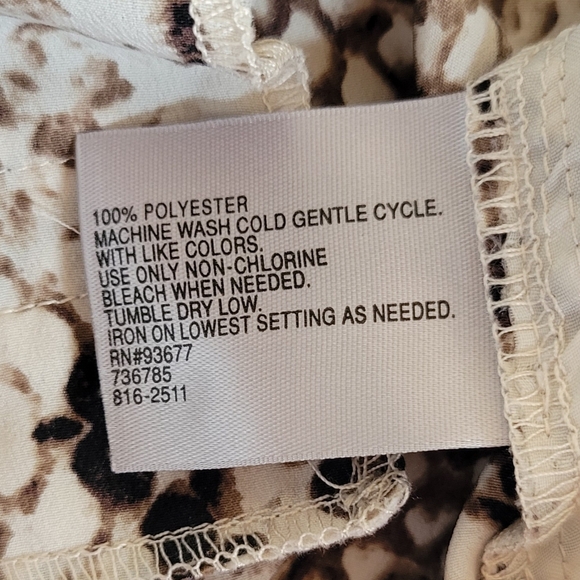 100% POLYESTER
MACHINE WASH COLD GENTLE CYCLE.
WITH LIKE COLORS.
USE ONLY NON-CHLORINE
BLEACH WHEN NEEDED.
TUMBLE DRY LOW.
IRON ON LOWEST SETTING AS NEEDED.
RN#93677
736785
816-2511